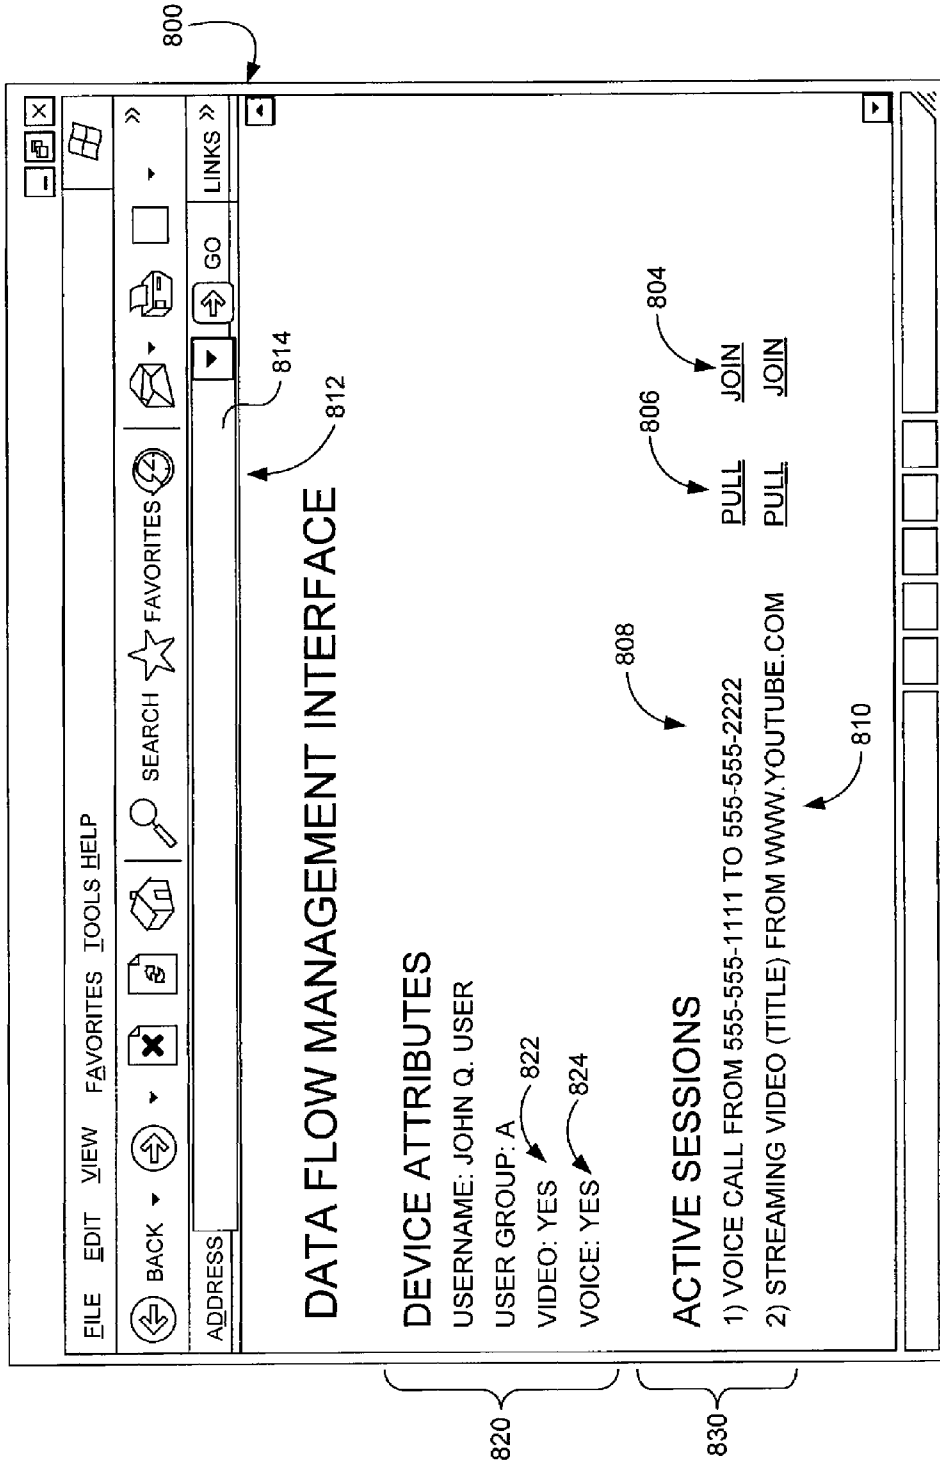 800
FILE EDIT VIEW FAVORITES TOOLS HELP
BACK SEARCH FAVORITES »
ADDRESS GO LINKS »
814
812
DATA FLOW MANAGEMENT INTERFACE
820
DEVICE ATTRIBUTES
USERNAME: JOHN Q. USER
USER GROUP: A
VIDEO: YES
822
VOICE: YES
824
830
ACTIVE SESSIONS
808
806
804
1) VOICE CALL FROM 555-555-1111 TO 555-555-2222 PULL JOIN
2) STREAMING VIDEO (TITLE) FROM WWW.YOUTUBE.COM PULL JOIN
810